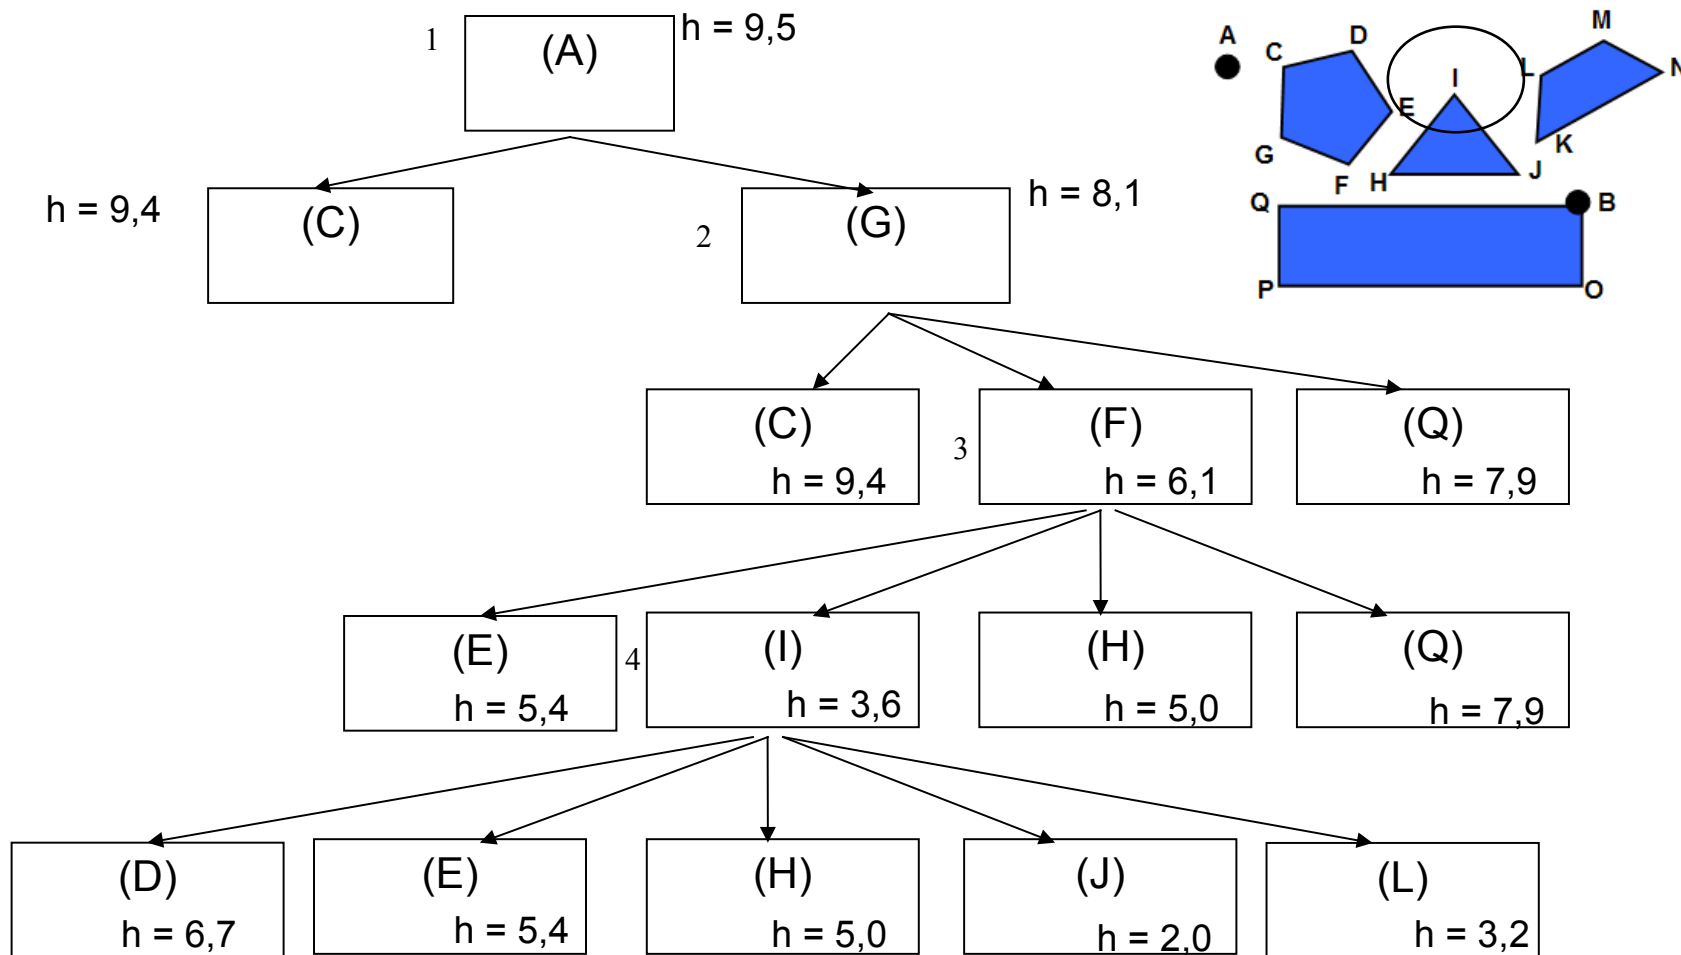 1
(A)
h = 9,5
h = 9,4
(C)
2
(G)
h = 8,1
A
C
D
E
F
G
H
I
J
K
L
M
N
Q
B
P
O
(C)
h = 9,4
3
(F)
h = 6,1
(Q)
h = 7,9
(E)
h = 5,4
4
(I)
h = 3,6
(H)
h = 5,0
(Q)
h = 7,9
(D)
h = 6,7
(E)
h = 5,4
(H)
h = 5,0
(J)
h = 2,0
(L)
h = 3,2